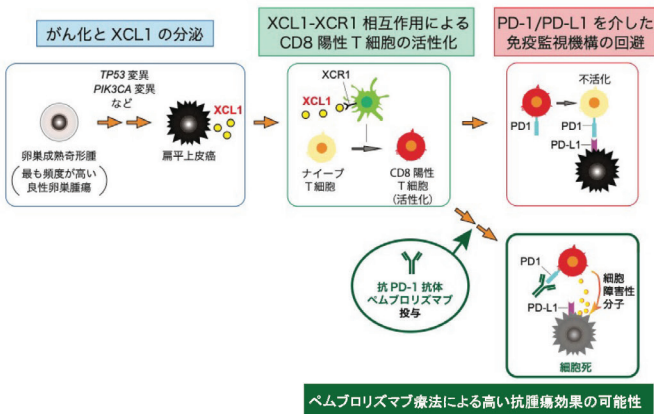 がん化と XCL1 の分泌
XCL1-XCR1 相互作用による
CD8 陽性 T 細胞の活性化
PD-1/PD-L1 を介した
免疫監視機構の回避
TP53 変異
PIK3CA 変異
など
XCL1
卵巣成熟奇形腫
(最も頻度が高い
良性卵巣腫瘍)
扁平上皮癌
XCR1
XCL1
ナイーブ
T 細胞
CD8 陽性
T 細胞
(活性化)
不活化
PD1
PD1
PD-L1
抗 PD-1 抗体
ペムブロリズマブ
投与
PD1
PD-L1
細胞
障害性
分子
細胞死
ペムブロリズマブ療法による高い抗腫瘍効果の可能性